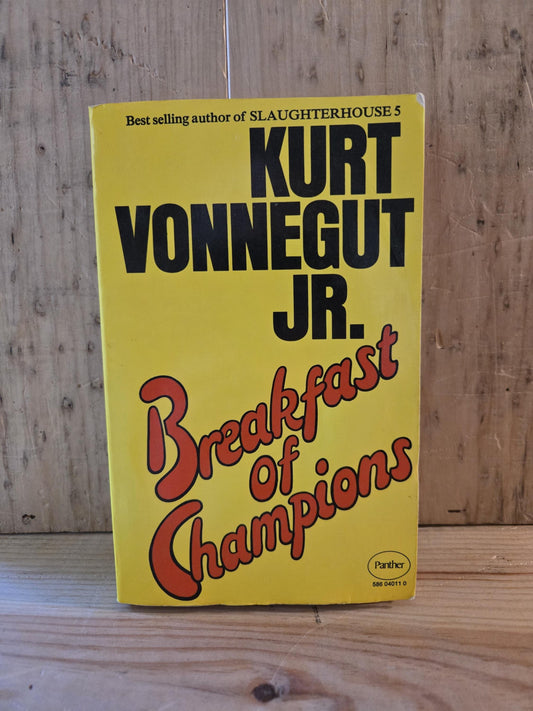 Best selling author of SLAUGHTERHOUSE 5
KURT
VONNEGUT
JR.
Breakfast
of
Champions
Panther
586 04011 0